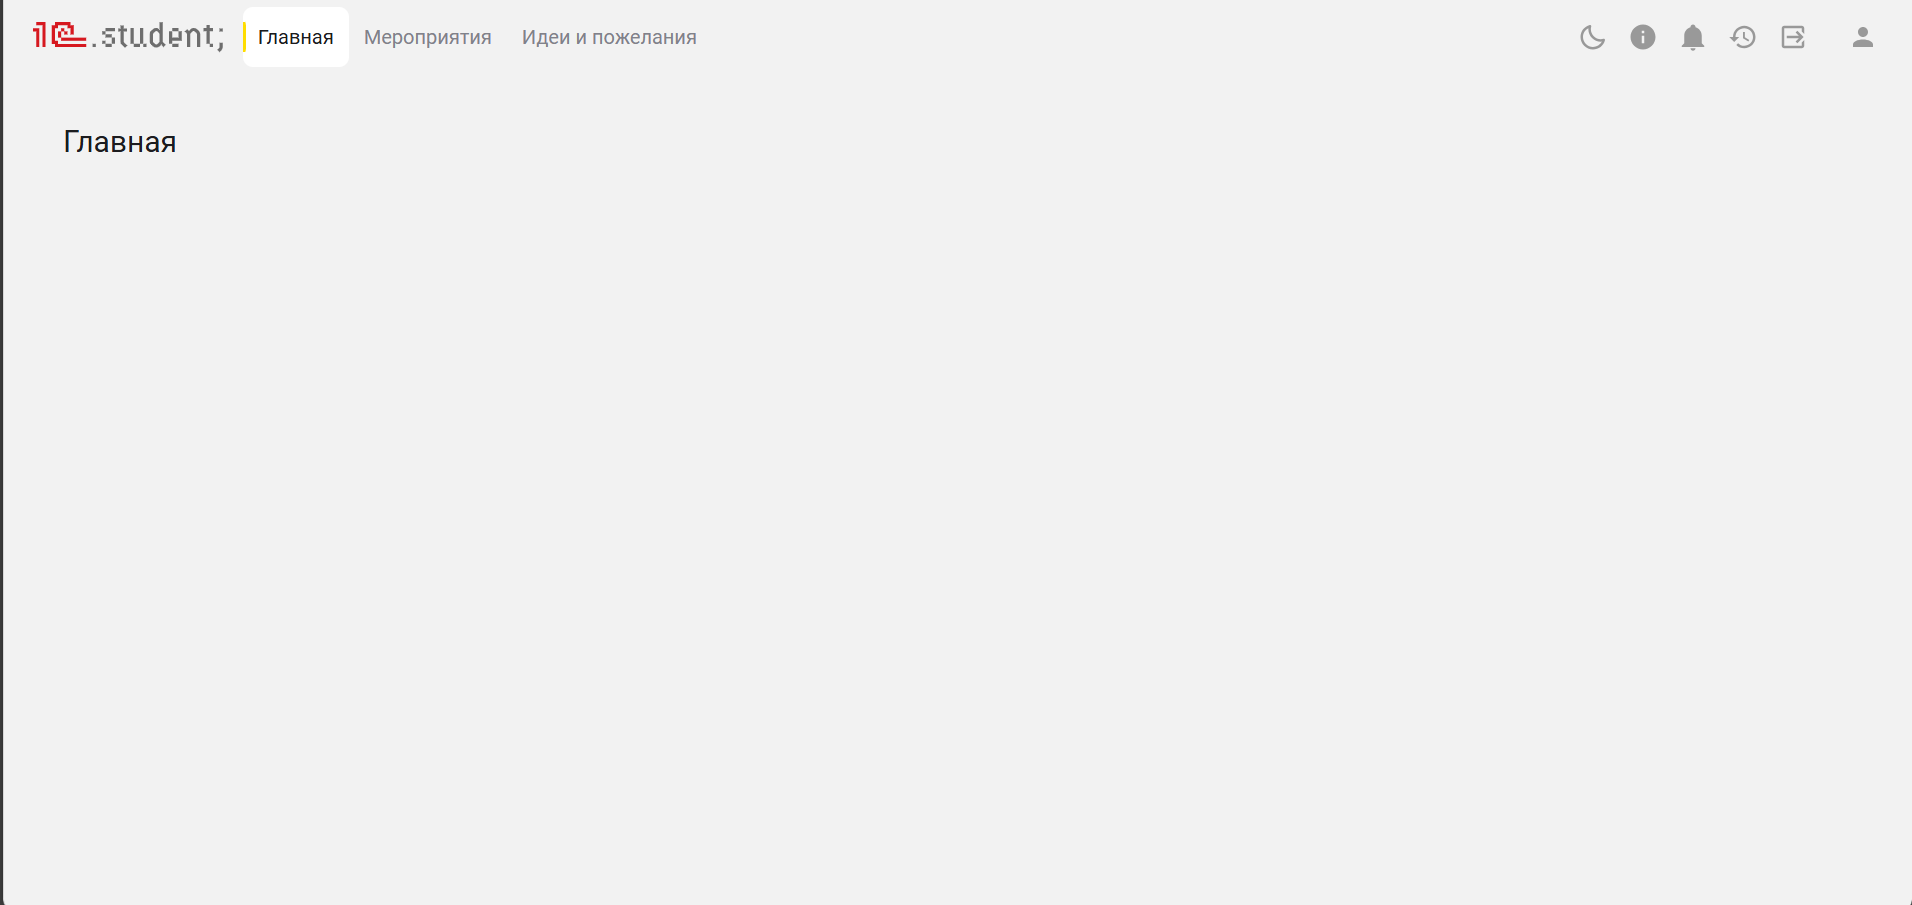 1С.student;
Главная
Мероприятия
Идеи и пожелания
Главная